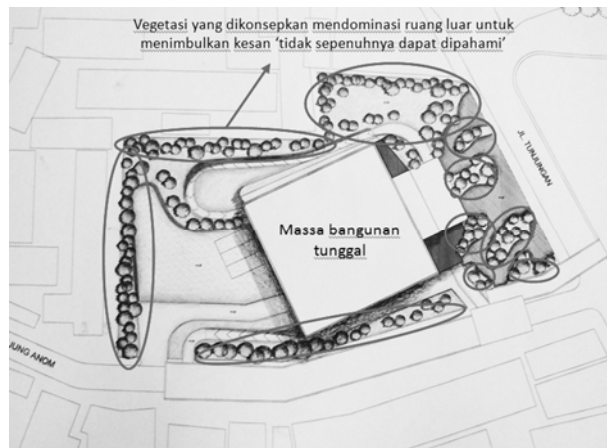 Vegetasi yang dikonsepkan mendominasi ruang luar untuk
menimbulkan kesan ‘tidak sepenuhnya dapat dipahami’
JL. TUNJUNGAN
Massa bangunan
tunggal
JUNG ANOM